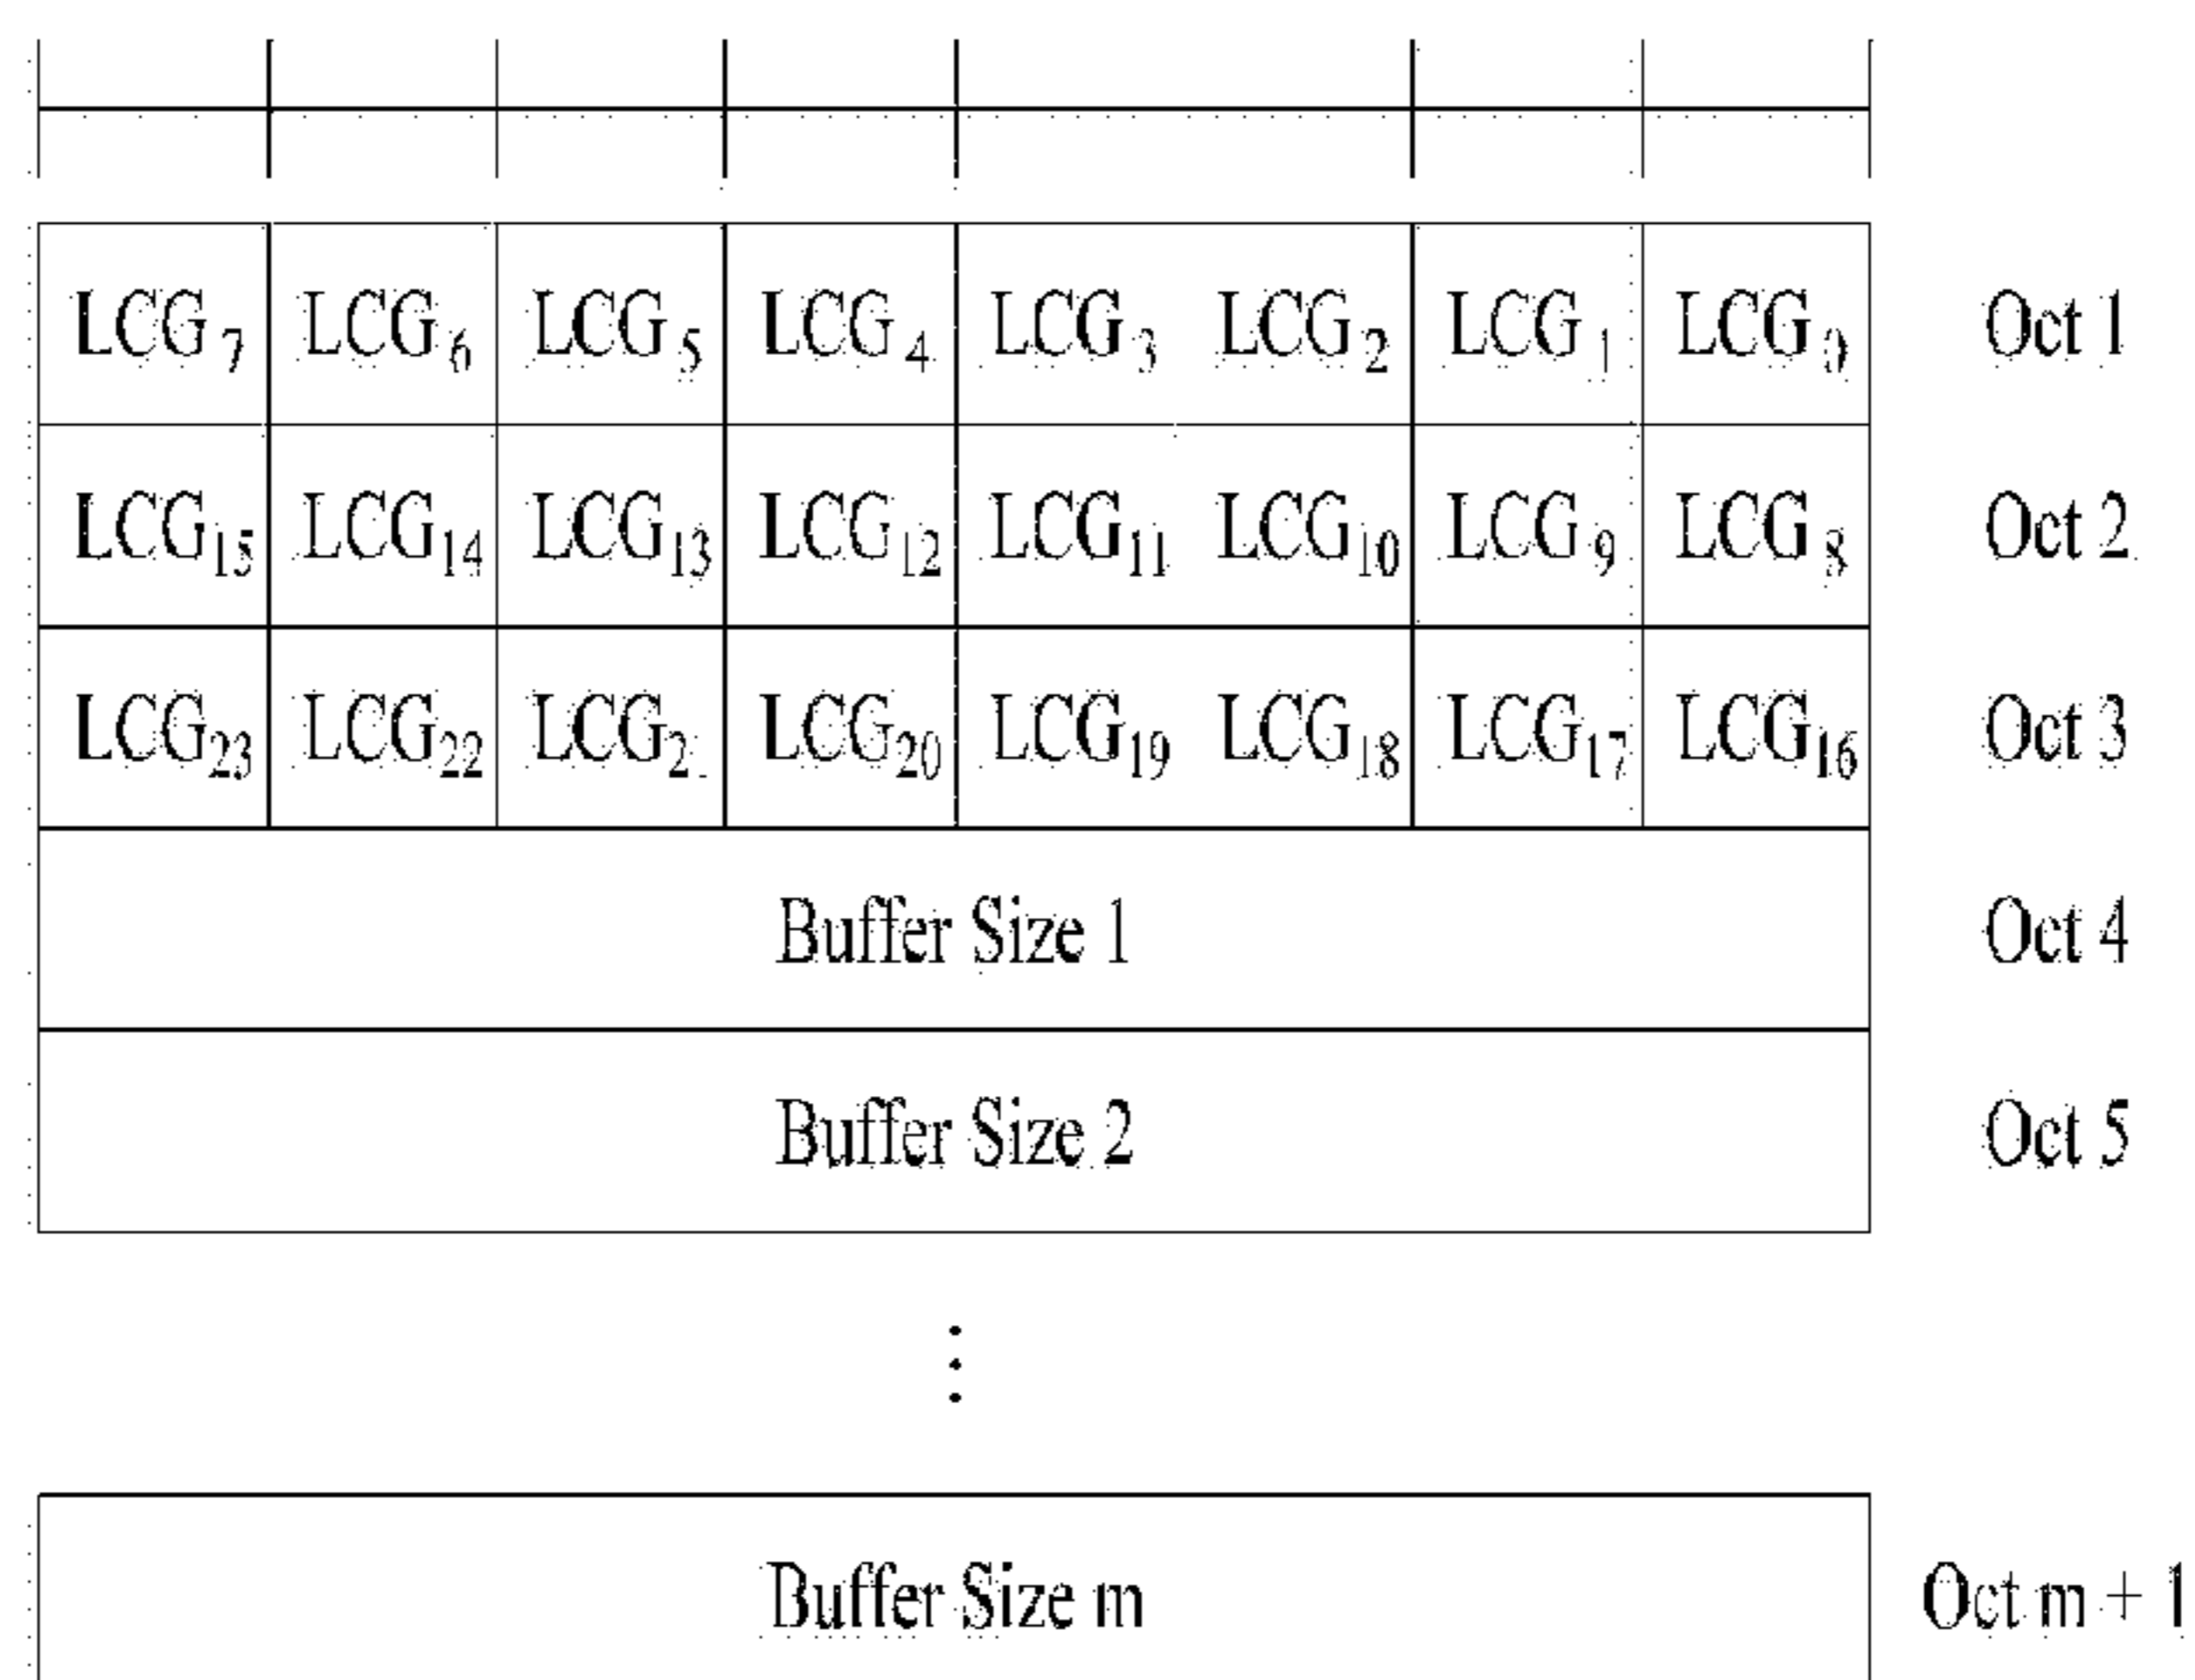 LCG7 LCG6 LCG5 LCG4 LCG3 LCG2 LCG1 LCG0 Oct 1
LCG15 LCG14 LCG13 LCG12 LCG11 LCG10 LCG9 LCG8 Oct 2
LCG23 LCG22 LCG21 LCG20 LCG19 LCG18 LCG17 LCG16 Oct 3
Buffer Size 1 Oct 4
Buffer Size 2 Oct 5
⋮
Buffer Size m Oct m + 1